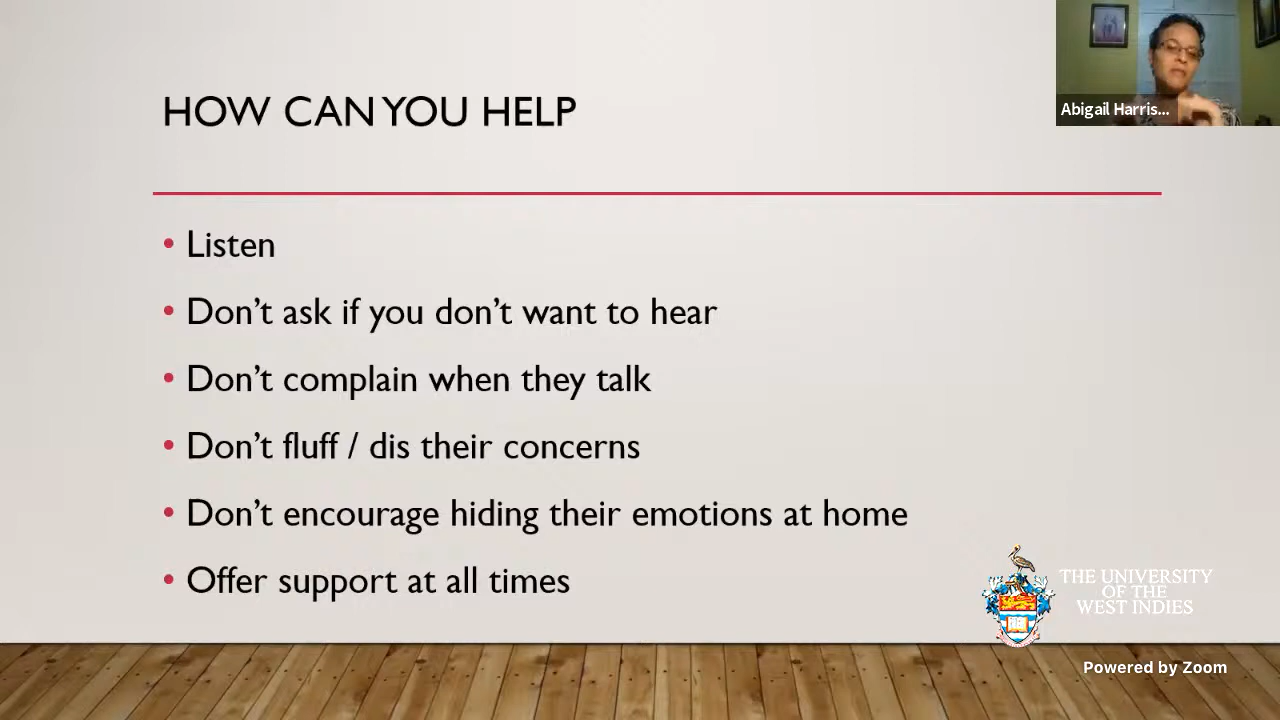 HOW CAN YOU HELP
Abigail Harris...
• Listen
• Don’t ask if you don’t want to hear
• Don’t complain when they talk
• Don’t fluff / dis their concerns
• Don’t encourage hiding their emotions at home
• Offer support at all times
THE UNIVERSITY
OF THE
WEST INDIES
Powered by Zoom